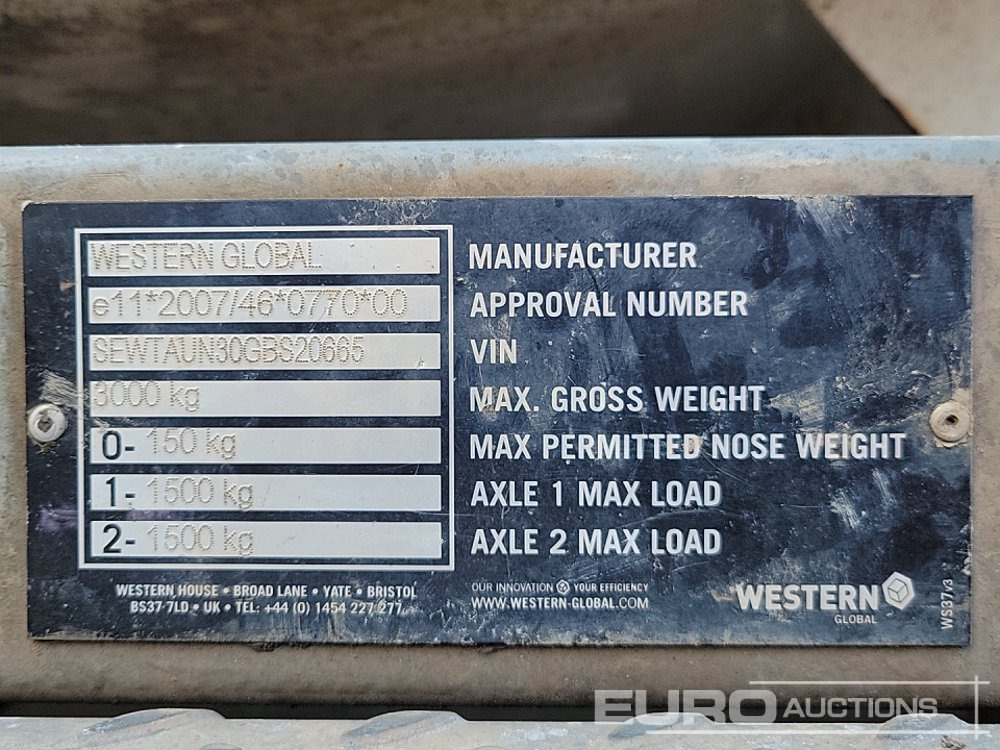 WESTERN GLOBAL MANUFACTURER
e11*2007/46*0770*00 APPROVAL NUMBER
SEWTAUN30GBS20665 VIN
3000 kg MAX. GROSS WEIGHT
0- 150 kg MAX PERMITTED NOSE WEIGHT
1- 1500 kg AXLE 1 MAX LOAD
2- 1500 kg AXLE 2 MAX LOAD
WESTERN HOUSE • BROAD LANE • YATE • BRISTOL
BS37 7LD • UK • TEL: +44 (0) 1454 227 277
OUR INNOVATION YOUR EFFICIENCY
WWW.WESTERN-GLOBAL.COM
WESTERN
GLOBAL
WS37v3
EURO AUCTIONS